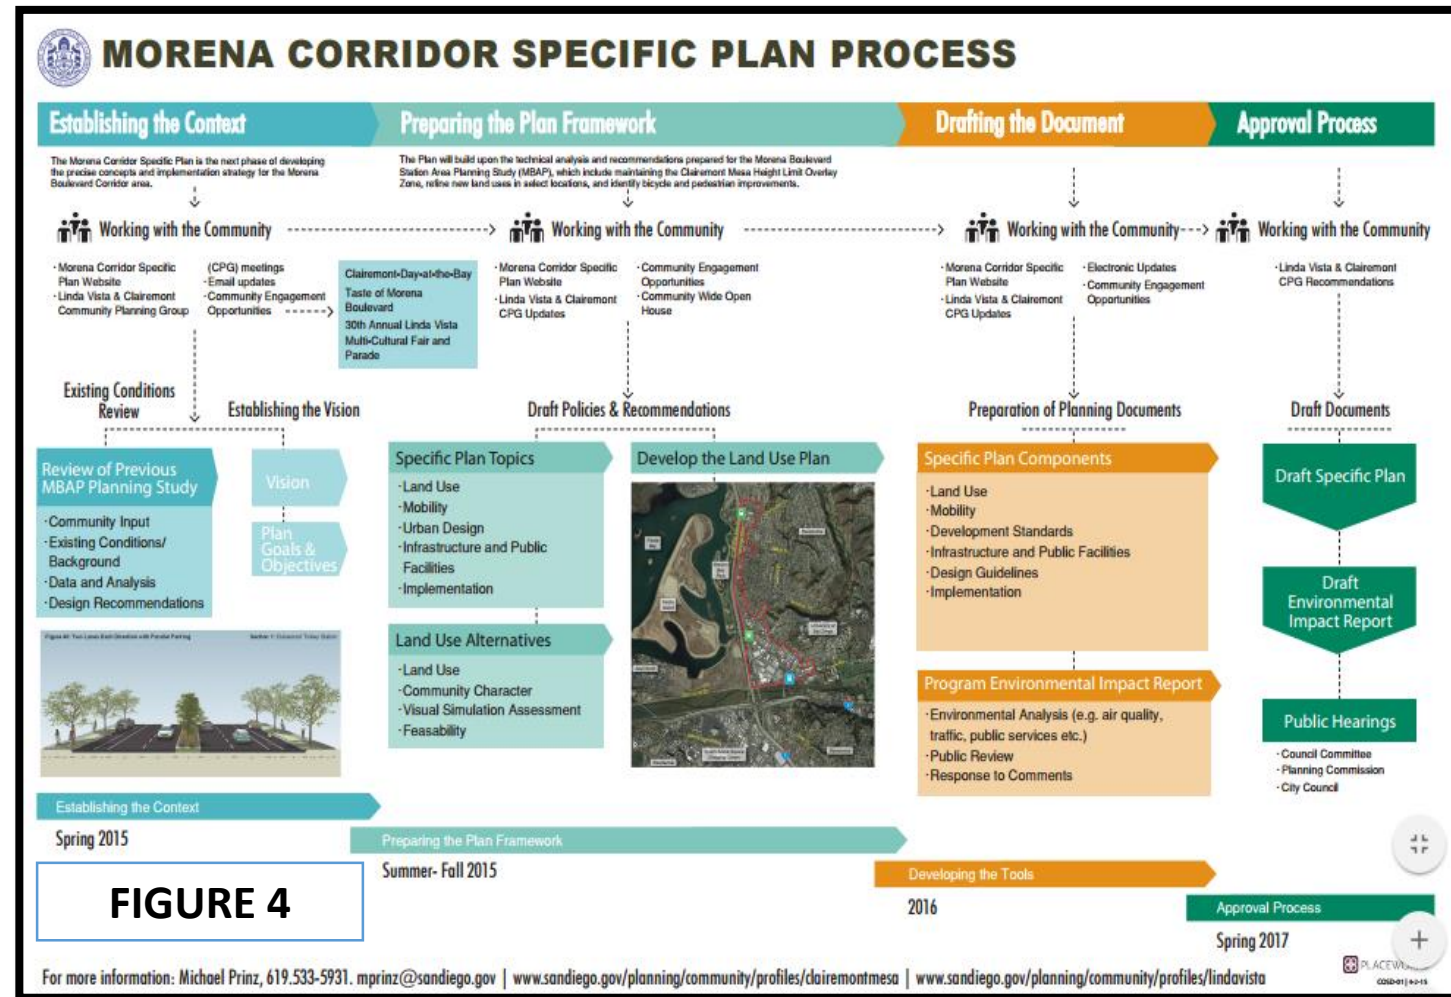 MORENA CORRIDOR SPECIFIC PLAN PROCESS
Establishing the Context
Preparing the Plan Framework
Drafting the Document
Approval Process
The Morena Corridor Specific Plan is the next phase of developing
the precise concepts and implementation strategy for the Morena
Boulevard Corridor area.
The Plan will build upon the technical analysis and recommendations prepared for the Morena Boulevard
Station Area Planning Study (MBAP), which include maintaining the Clairemont Mesa Height Limit Overlay
Zone, refine new land uses in select locations, and identify bicycle and pedestrian improvements.
Working with the Community
Working with the Community
Working with the Community
Working with the Community
·Morena Corridor Specific
Plan Website
·Linda Vista & Clairemont
Community Planning Group
(CPG) meetings
·Email updates
·Community Engagement
Opportunities
Clairemont-Day-at-the-Bay
Taste of Morena
Boulevard
30th Annual Linda Vista
Multi-Cultural Fair and
Parade
·Morena Corridor Specific
Plan Website
·Linda Vista & Clairemont
CPG Updates
·Community Engagement
Opportunities
·Community Wide Open
House
·Morena Corridor Specific
Plan Website
·Linda Vista & Clairemont
CPG Updates
·Electronic Updates
·Community Engagement
Opportunities
·Linda Vista & Clairemont
CPG Recommendations
Existing Conditions
Review
Establishing the Vision
Draft Policies & Recommendations
Preparation of Planning Documents
Draft Documents
Review of Previous
MBAP Planning Study
·Community Input
·Existing Conditions/
Background
·Data and Analysis
·Design Recommendations
Vision
Plan
Goals &
Objectives
Specific Plan Topics
·Land Use
·Mobility
·Urban Design
·Infrastructure and Public
Facilities
·Implementation
Land Use Alternatives
·Land Use
·Community Character
·Visual Simulation Assessment
·Feasability
Develop the Land Use Plan
Specific Plan Components
·Land Use
·Mobility
·Development Standards
·Infrastructure and Public Facilities
·Design Guidelines
·Implementation
Program Environmental Impact Report
·Environmental Analysis (e.g. air quality,
traffic, public services etc.)
·Public Review
·Response to Comments
Draft Specific Plan
Draft
Environmental
Impact Report
Public Hearings
·Council Committee
·Planning Commission
·City Council
Two Lanes Each Direction with Parallel Parking
Establishing the Context
Spring 2015
Preparing the Plan Framework
Summer- Fall 2015
Developing the Tools
2016
Approval Process
Spring 2017
FIGURE 4
For more information: Michael Prinz, 619.533-5931. mprinz@sandiego.gov | www.sandiego.gov/planning/community/profiles/clairemontmesa | www.sandiego.gov/planning/community/profiles/lindavista